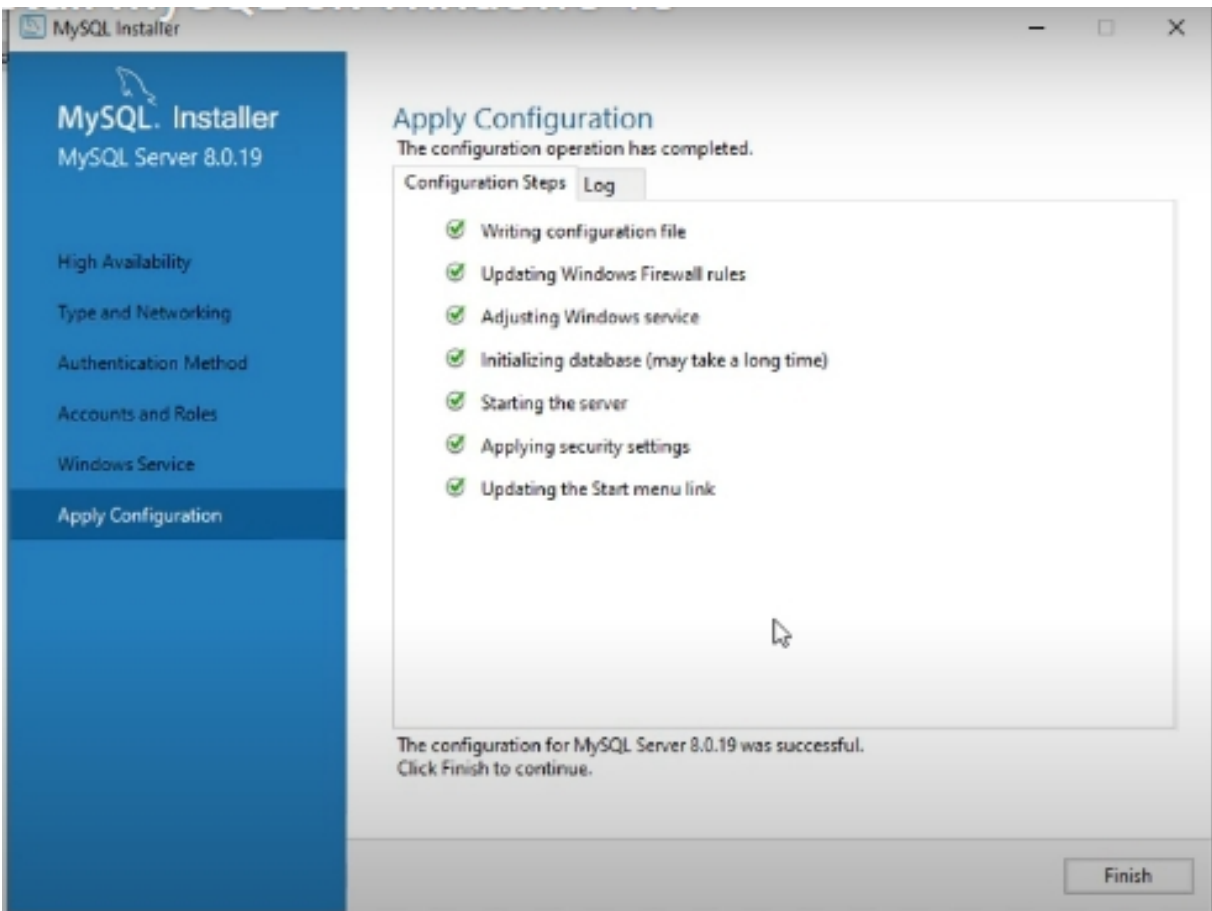 MySQL Installer
MySQL. Installer
MySQL Server 8.0.19
High Availability
Type and Networking
Authentication Method
Accounts and Roles
Windows Service
Apply Configuration
Apply Configuration
The configuration operation has completed.
Configuration Steps
Log
Writing configuration file
Updating Windows Firewall rules
Adjusting Windows service
Initializing database (may take a long time)
Starting the server
Applying security settings
Updating the Start menu link
The configuration for MySQL Server 8.0.19 was successful.
Click Finish to continue.
Finish